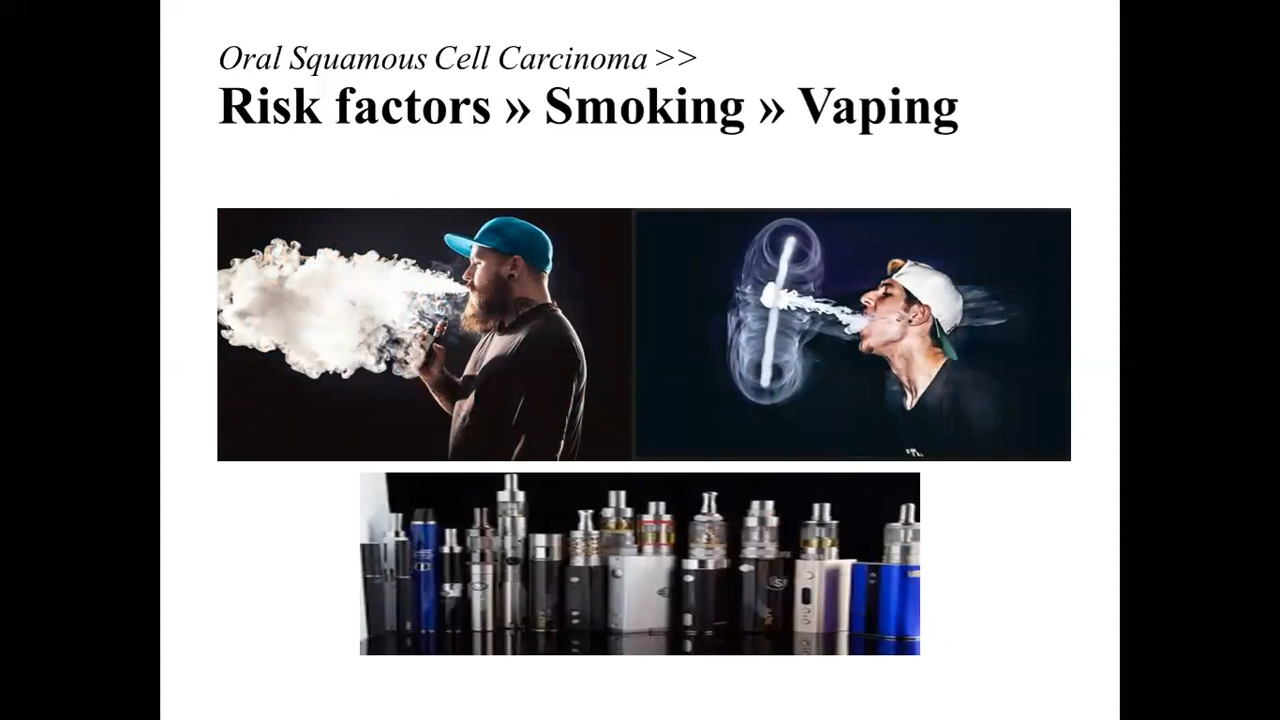 Oral Squamous Cell Carcinoma >>
Risk factors » Smoking » Vaping